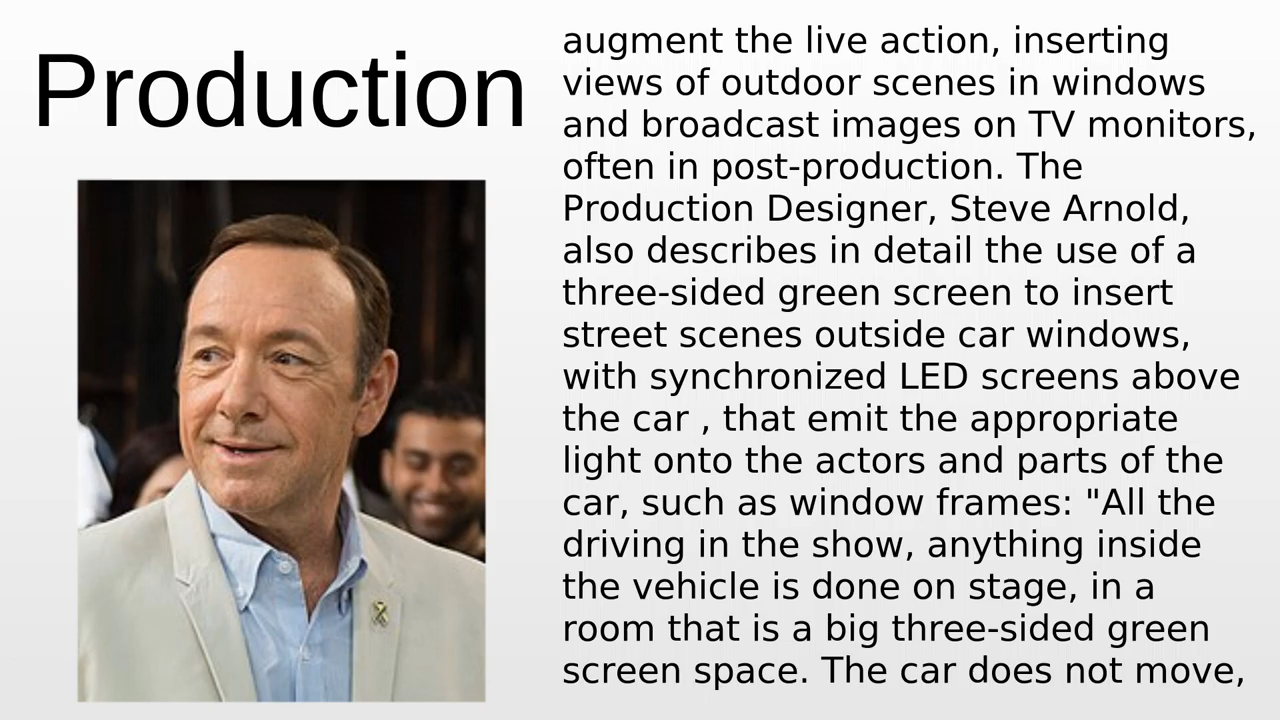 Production
augment the live action, inserting
views of outdoor scenes in windows
and broadcast images on TV monitors,
often in post-production. The
Production Designer, Steve Arnold,
also describes in detail the use of a
three-sided green screen to insert
street scenes outside car windows,
with synchronized LED screens above
the car , that emit the appropriate
light onto the actors and parts of the
car, such as window frames: "All the
driving in the show, anything inside
the vehicle is done on stage, in a
room that is a big three-sided green
screen space. The car does not move,